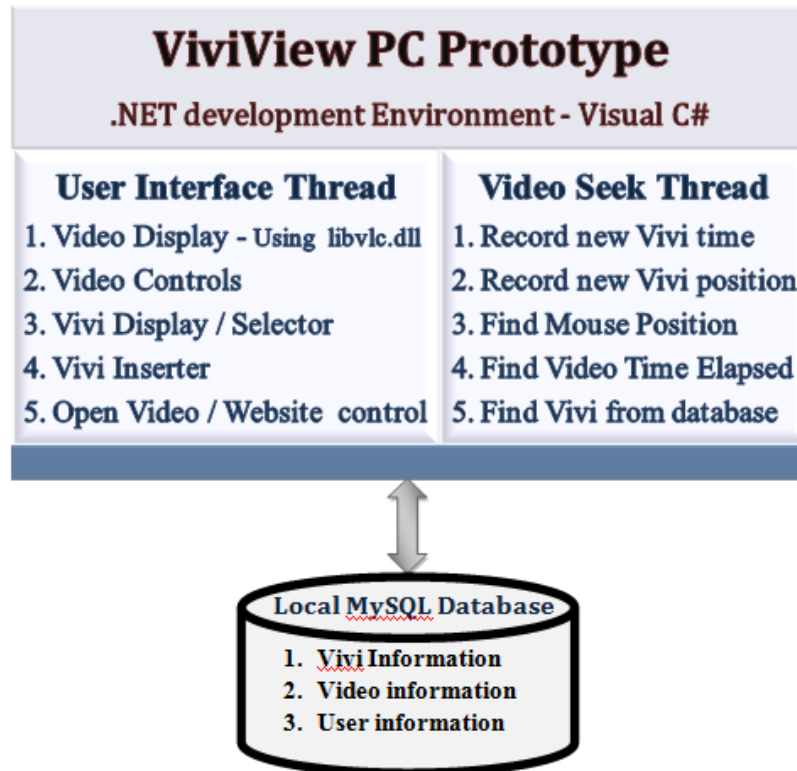 ViviView PC Prototype
.NET development Environment - Visual C#
User Interface Thread
1. Video Display - Using libvlc.dll
2. Video Controls
3. Vivi Display / Selector
4. Vivi Inserter
5. Open Video / Website control
Video Seek Thread
1. Record new Vivi time
2. Record new Vivi position
3. Find Mouse Position
4. Find Video Time Elapsed
5. Find Vivi from database
Local MySQL Database
1. Vivi Information
2. Video information
3. User information